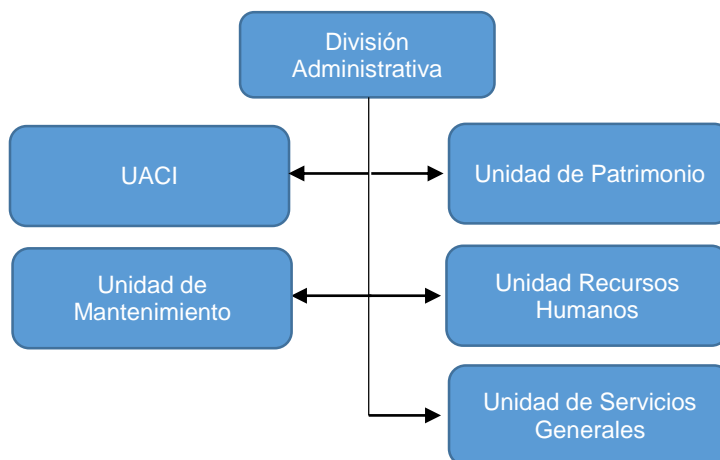 División
Administrativa
UACI
Unidad de Patrimonio
Unidad de
Mantenimiento
Unidad Recursos
Humanos
Unidad de Servicios
Generales